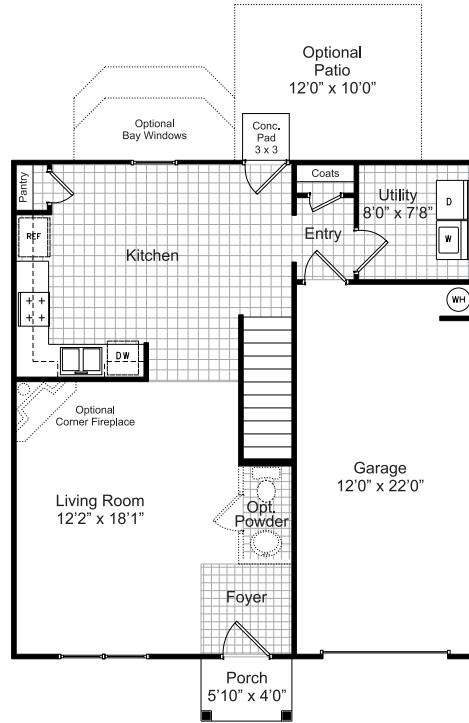 Optional
Patio
12'0" x 10'0"
Optional
Bay Windows
Conc.
Pad
3 x 3
Pantry
Coats
Utility
8'0" x 7'8"
D
W
REF
Kitchen
Entry
WH
DW
Optional
Corner Fireplace
Living Room
12'2" x 18'1"
Opt.
Powder
Garage
12'0" x 22'0"
Foyer
Porch
5'10" x 4'0"